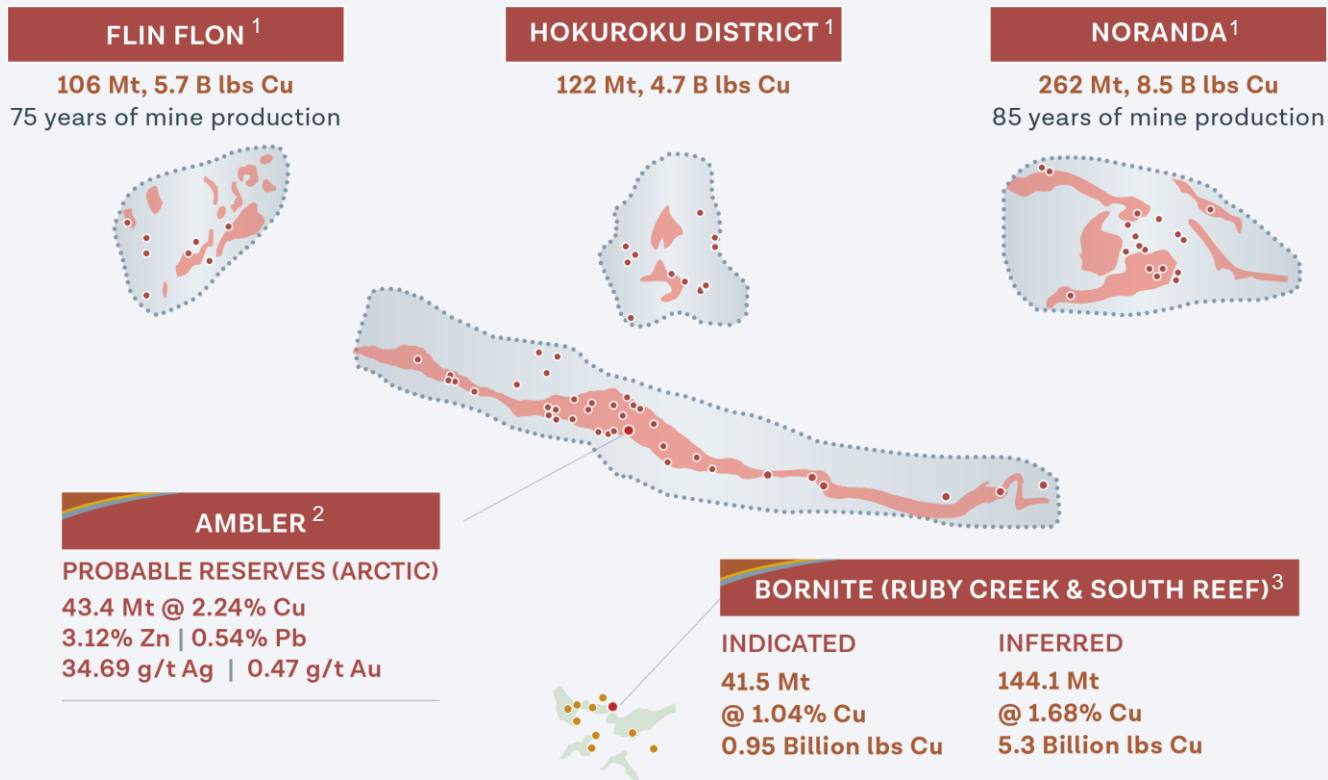 FLIN FLON 1
106 Mt, 5.7 B lbs Cu
75 years of mine production
HOKUROKU DISTRICT 1
122 Mt, 4.7 B lbs Cu
NORANDA 1
262 Mt, 8.5 B lbs Cu
85 years of mine production
AMBLER 2
PROBABLE RESERVES (ARCTIC)
43.4 Mt @ 2.24% Cu
3.12% Zn | 0.54% Pb
34.69 g/t Ag | 0.47 g/t Au
BORNITE (RUBY CREEK & SOUTH REEF)3
INDICATED
41.5 Mt
@ 1.04% Cu
0.95 Billion lbs Cu
INFERRED
144.1 Mt
@ 1.68% Cu
5.3 Billion lbs Cu